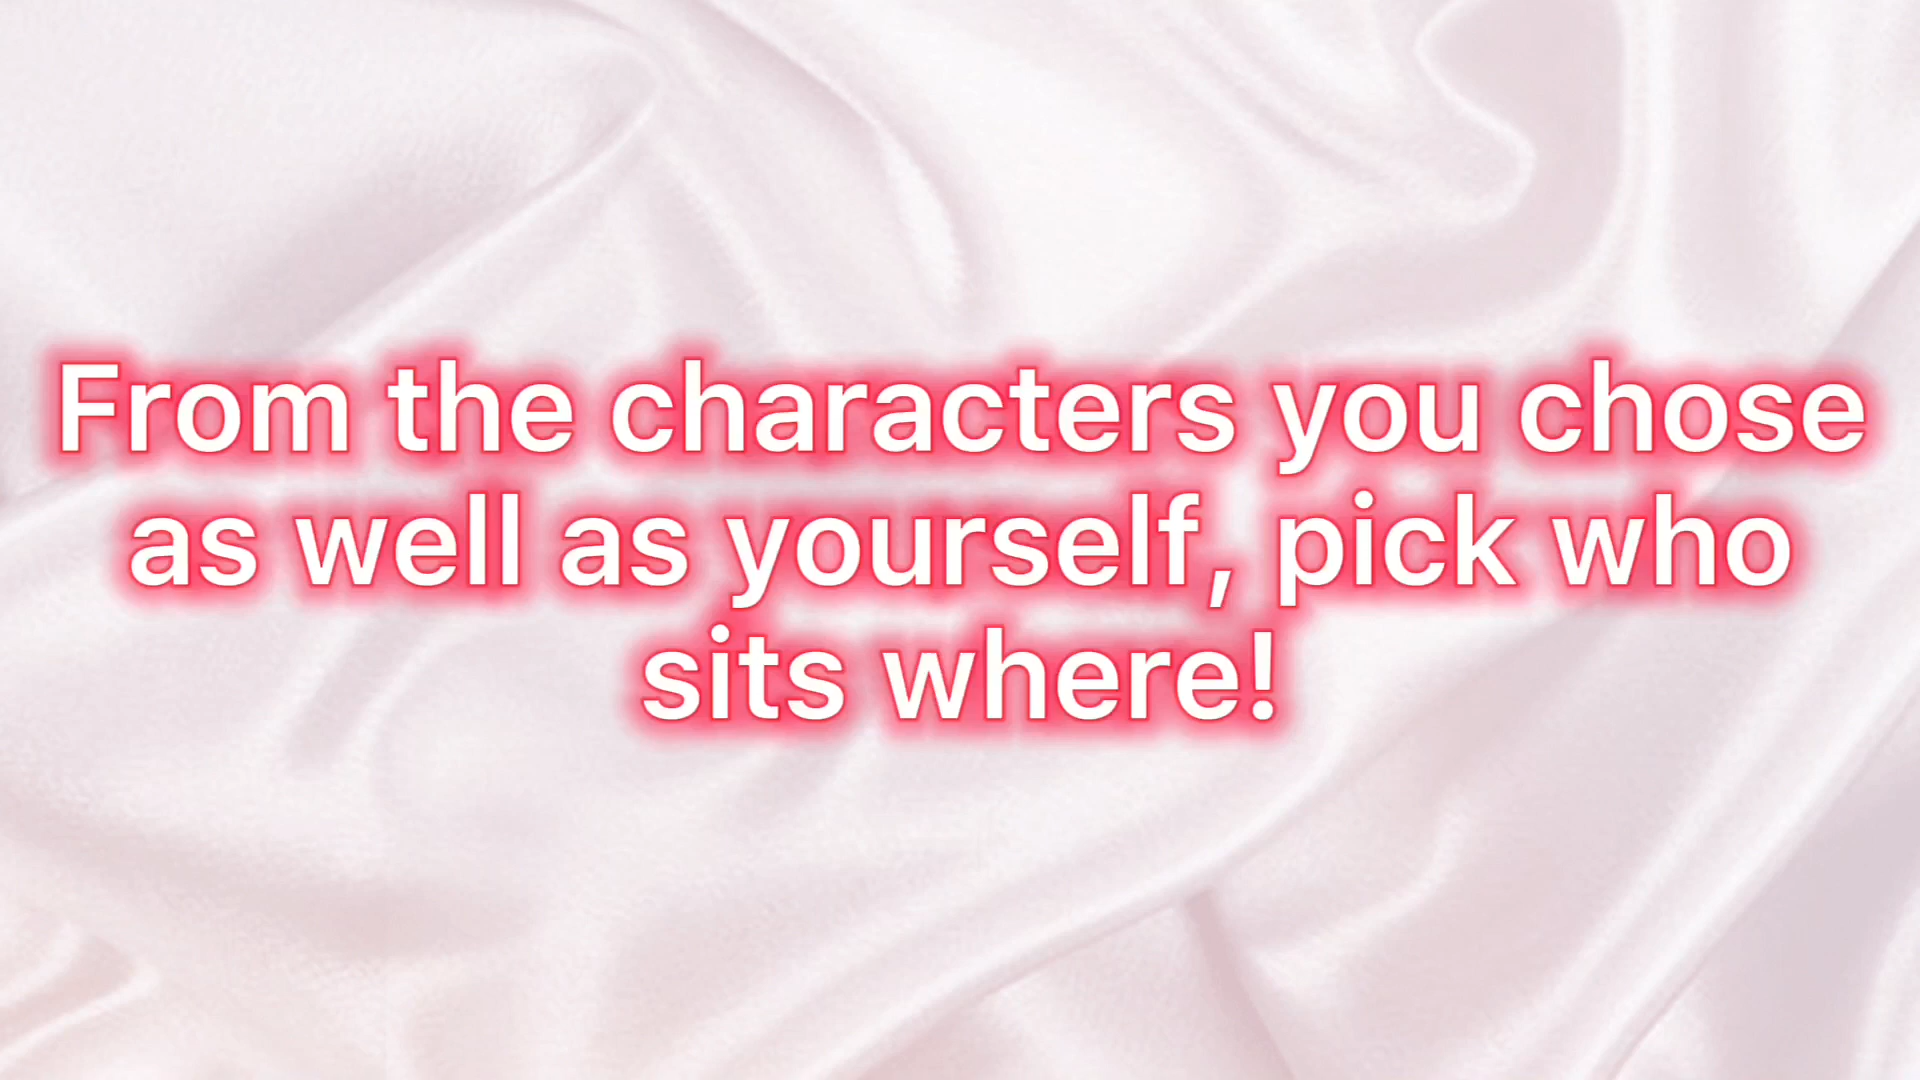 From the characters you chose
as well as yourself, pick who
sits where!